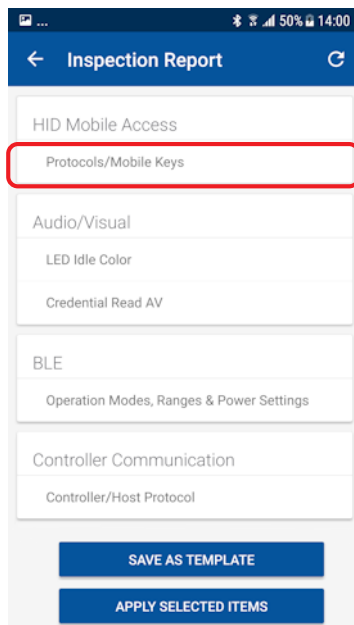 ... 50% 14:00
Inspection Report
HID Mobile Access
Protocols/Mobile Keys
Audio/Visual
LED Idle Color
Credential Read AV
BLE
Operation Modes, Ranges & Power Settings
Controller Communication
Controller/Host Protocol
SAVE AS TEMPLATE
APPLY SELECTED ITEMS